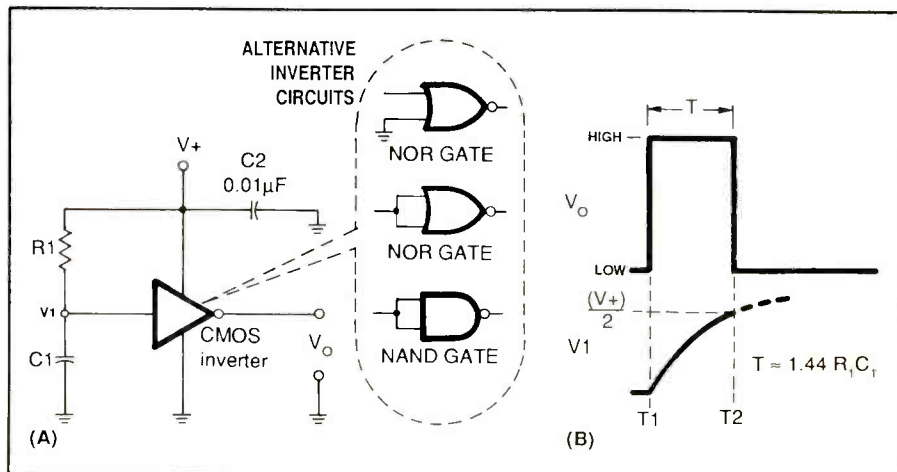 ALTERNATIVE
INVERTER
CIRCUITS
NOR GATE
NOR GATE
NAND GATE
V+
C2
0.01µF
R1
V1
C1
CMOS
inverter
VO
(A)
T
HIGH
VO
LOW
(V+)
2
V1
T ≈ 1.44 R1C1
T1
T2
(B)